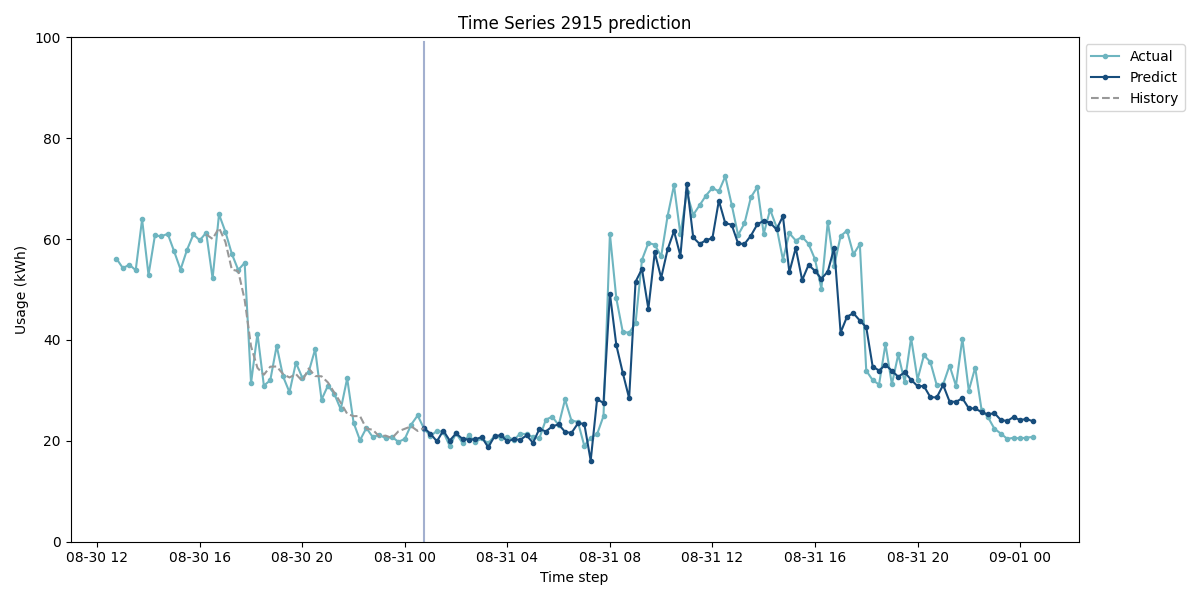 Time Series 2915 prediction
100
80
60
40
20
0
Usage (kWh)
08-30 12
08-30 16
08-30 20
08-31 00
08-31 04
08-31 08
08-31 12
08-31 16
08-31 20
09-01 00
Time step
Actual
Predict
History